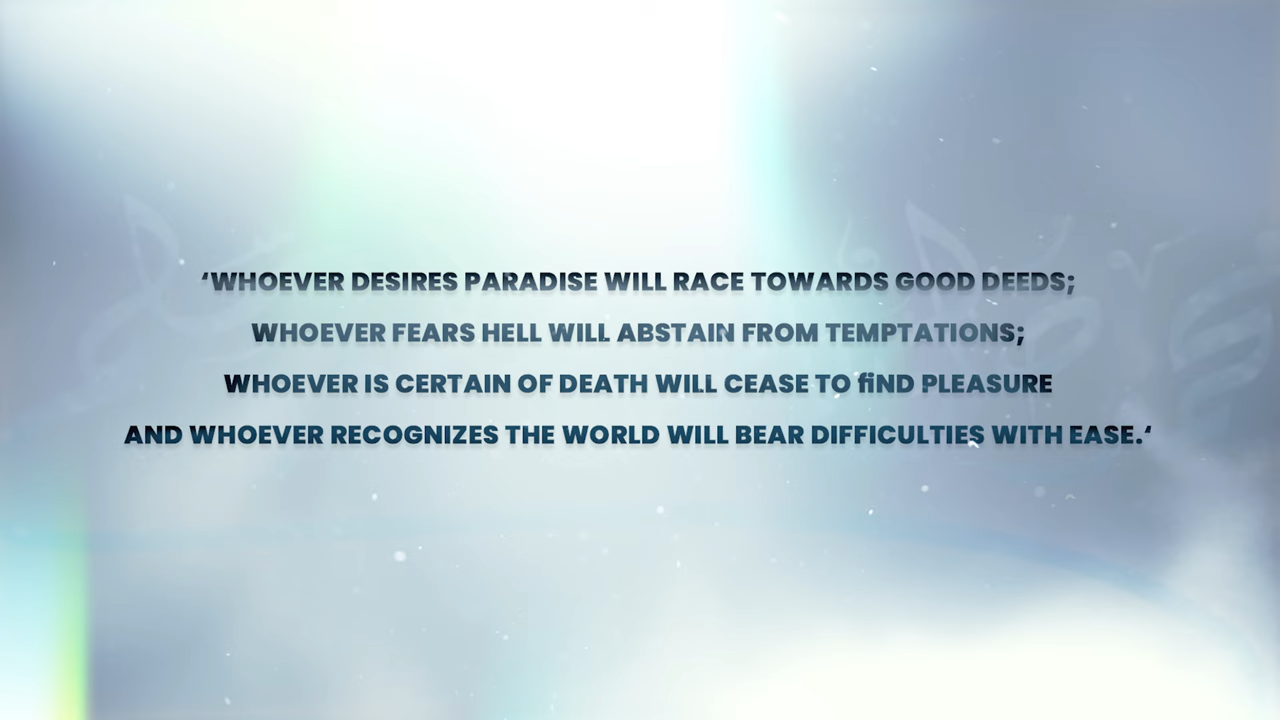 ‘WHOEVER DESIRES PARADISE WILL RACE TOWARDS GOOD DEEDS;
WHOEVER FEARS HELL WILL ABSTAIN FROM TEMPTATIONS;
WHOEVER IS CERTAIN OF DEATH WILL CEASE TO fiND PLEASURE
AND WHOEVER RECOGNIZES THE WORLD WILL BEAR DIFFICULTIES WITH EASE.‘